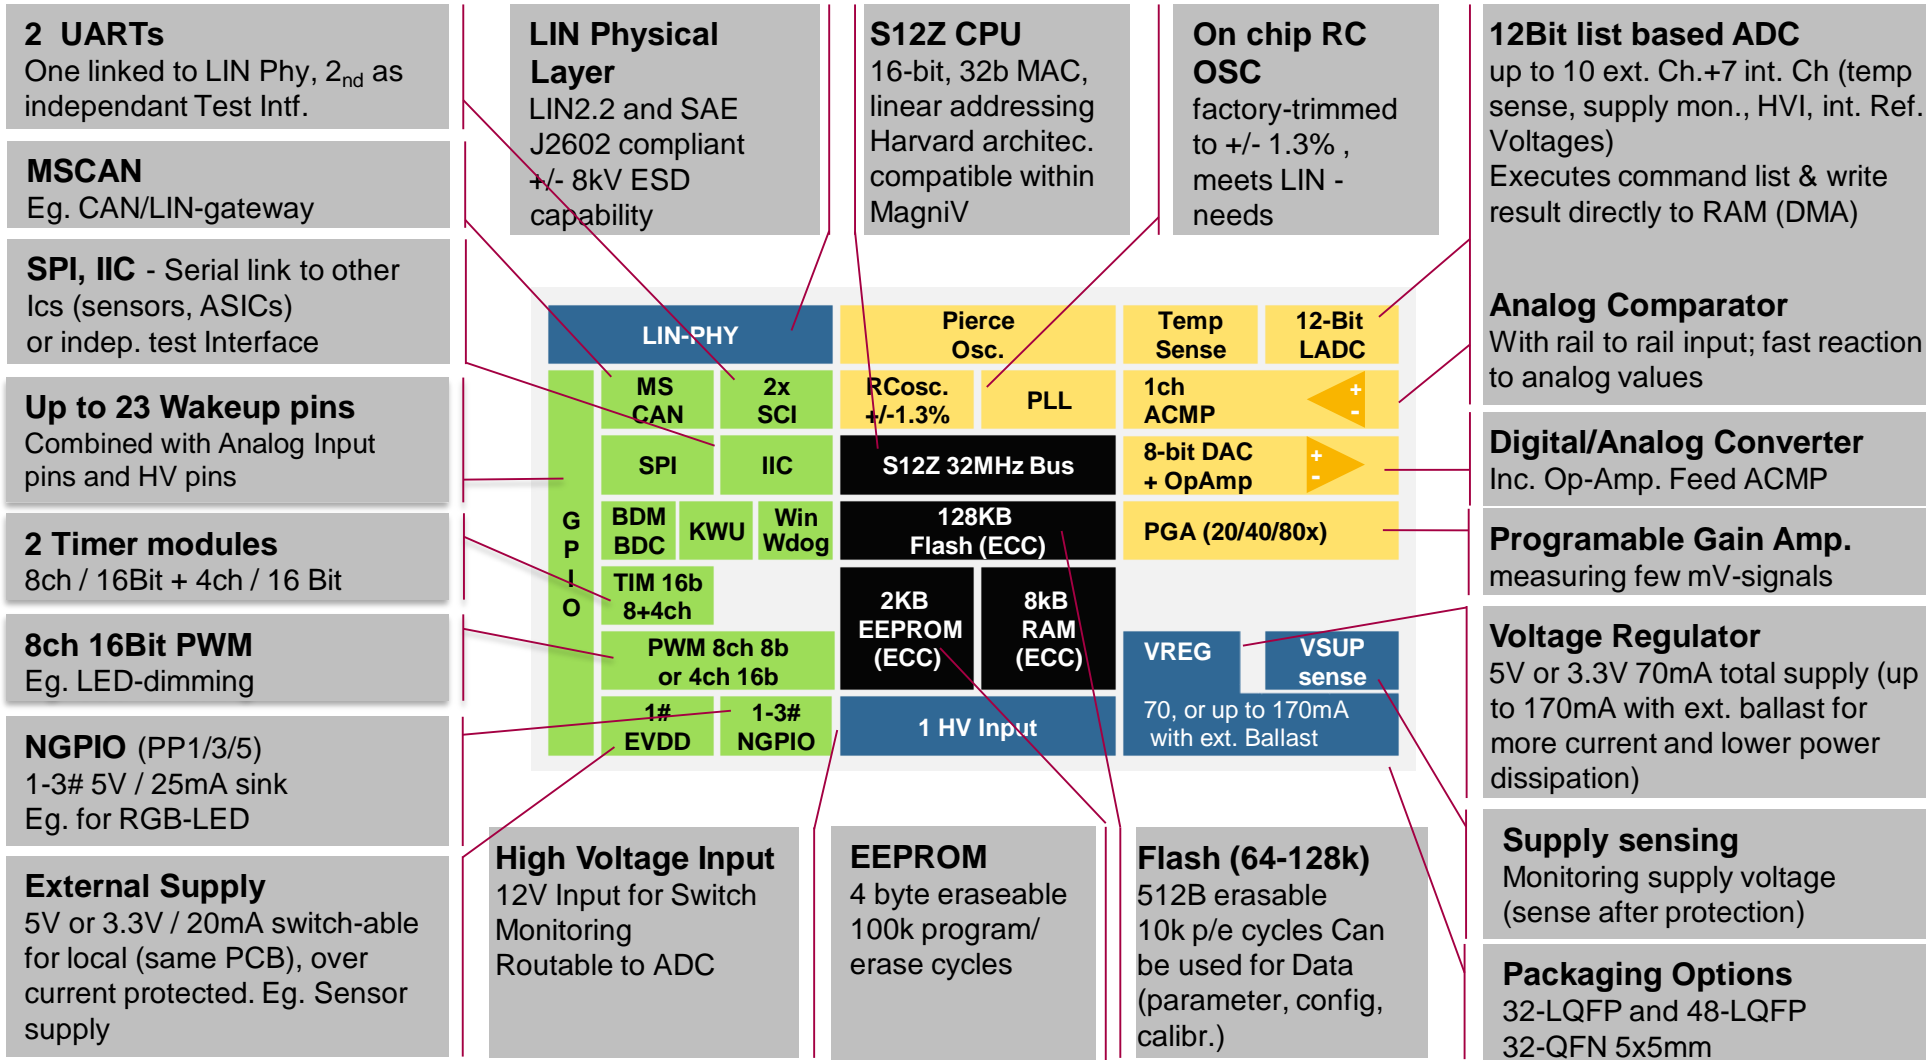 2 UARTs
One linked to LIN Phy, 2nd as
independant Test Intf.
MSCAN
Eg. CAN/LIN-gateway
SPI, IIC - Serial link to other
Ics (sensors, ASICs)
or indep. test Interface
Up to 23 Wakeup pins
Combined with Analog Input
pins and HV pins
2 Timer modules
8ch / 16Bit + 4ch / 16 Bit
8ch 16Bit PWM
Eg. LED-dimming
NGPIO (PP1/3/5)
1-3# 5V / 25mA sink
Eg. for RGB-LED
External Supply
5V or 3.3V / 20mA switch-able
for local (same PCB), over
current protected. Eg. Sensor
supply
LIN Physical
Layer
LIN2.2 and SAE
J2602 compliant
+/- 8kV ESD
capability
S12Z CPU
16-bit, 32b MAC,
linear addressing
Harvard architec.
compatible within
MagniV
On chip RC
OSC
factory-trimmed
to +/- 1.3% ,
meets LIN -
needs
LIN-PHY
Pierce
Osc.
Temp
Sense
12-Bit
LADC
MS
CAN
2x
SCI
RCosc.
+/-1.3%
PLL
1ch
ACMP
+
-
SPI
IIC
S12Z 32MHz Bus
8-bit DAC
+ OpAmp
+
-
G
P
I
O
BDM
BDC
KWU
Win
Wdog
128KB
Flash (ECC)
PGA (20/40/80x)
TIM 16b
8+4ch
2KB
EEPROM
(ECC)
8kB
RAM
(ECC)
PWM 8ch 8b
or 4ch 16b
VREG
VSUP
sense
1#
EVDD
1-3#
NGPIO
1 HV Input
70, or up to 170mA
with ext. Ballast
High Voltage Input
12V Input for Switch
Monitoring
Routable to ADC
EEPROM
4 byte eraseable
100k program/
erase cycles
Flash (64-128k)
512B erasable
10k p/e cycles Can
be used for Data
(parameter, config,
calibr.)
12Bit list based ADC
up to 10 ext. Ch.+7 int. Ch (temp
sense, supply mon., HVI, int. Ref.
Voltages)
Executes command list & write
result directly to RAM (DMA)
Analog Comparator
With rail to rail input; fast reaction
to analog values
Digital/Analog Converter
Inc. Op-Amp. Feed ACMP
Programable Gain Amp.
measuring few mV-signals
Voltage Regulator
5V or 3.3V 70mA total supply (up
to 170mA with ext. ballast for
more current and lower power
dissipation)
Supply sensing
Monitoring supply voltage
(sense after protection)
Packaging Options
32-LQFP and 48-LQFP
32-QFN 5x5mm